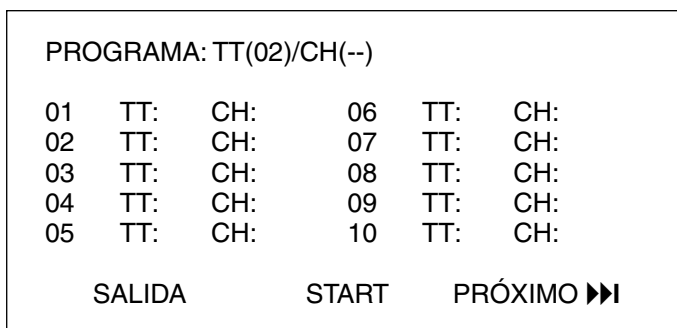 PROGRAMA: TT(02)/CH(--)
01 TT: CH: 06 TT: CH:
02 TT: CH: 07 TT: CH:
03 TT: CH: 08 TT: CH:
04 TT: CH: 09 TT: CH:
05 TT: CH: 10 TT: CH:
SALIDA START PRÓXIMO